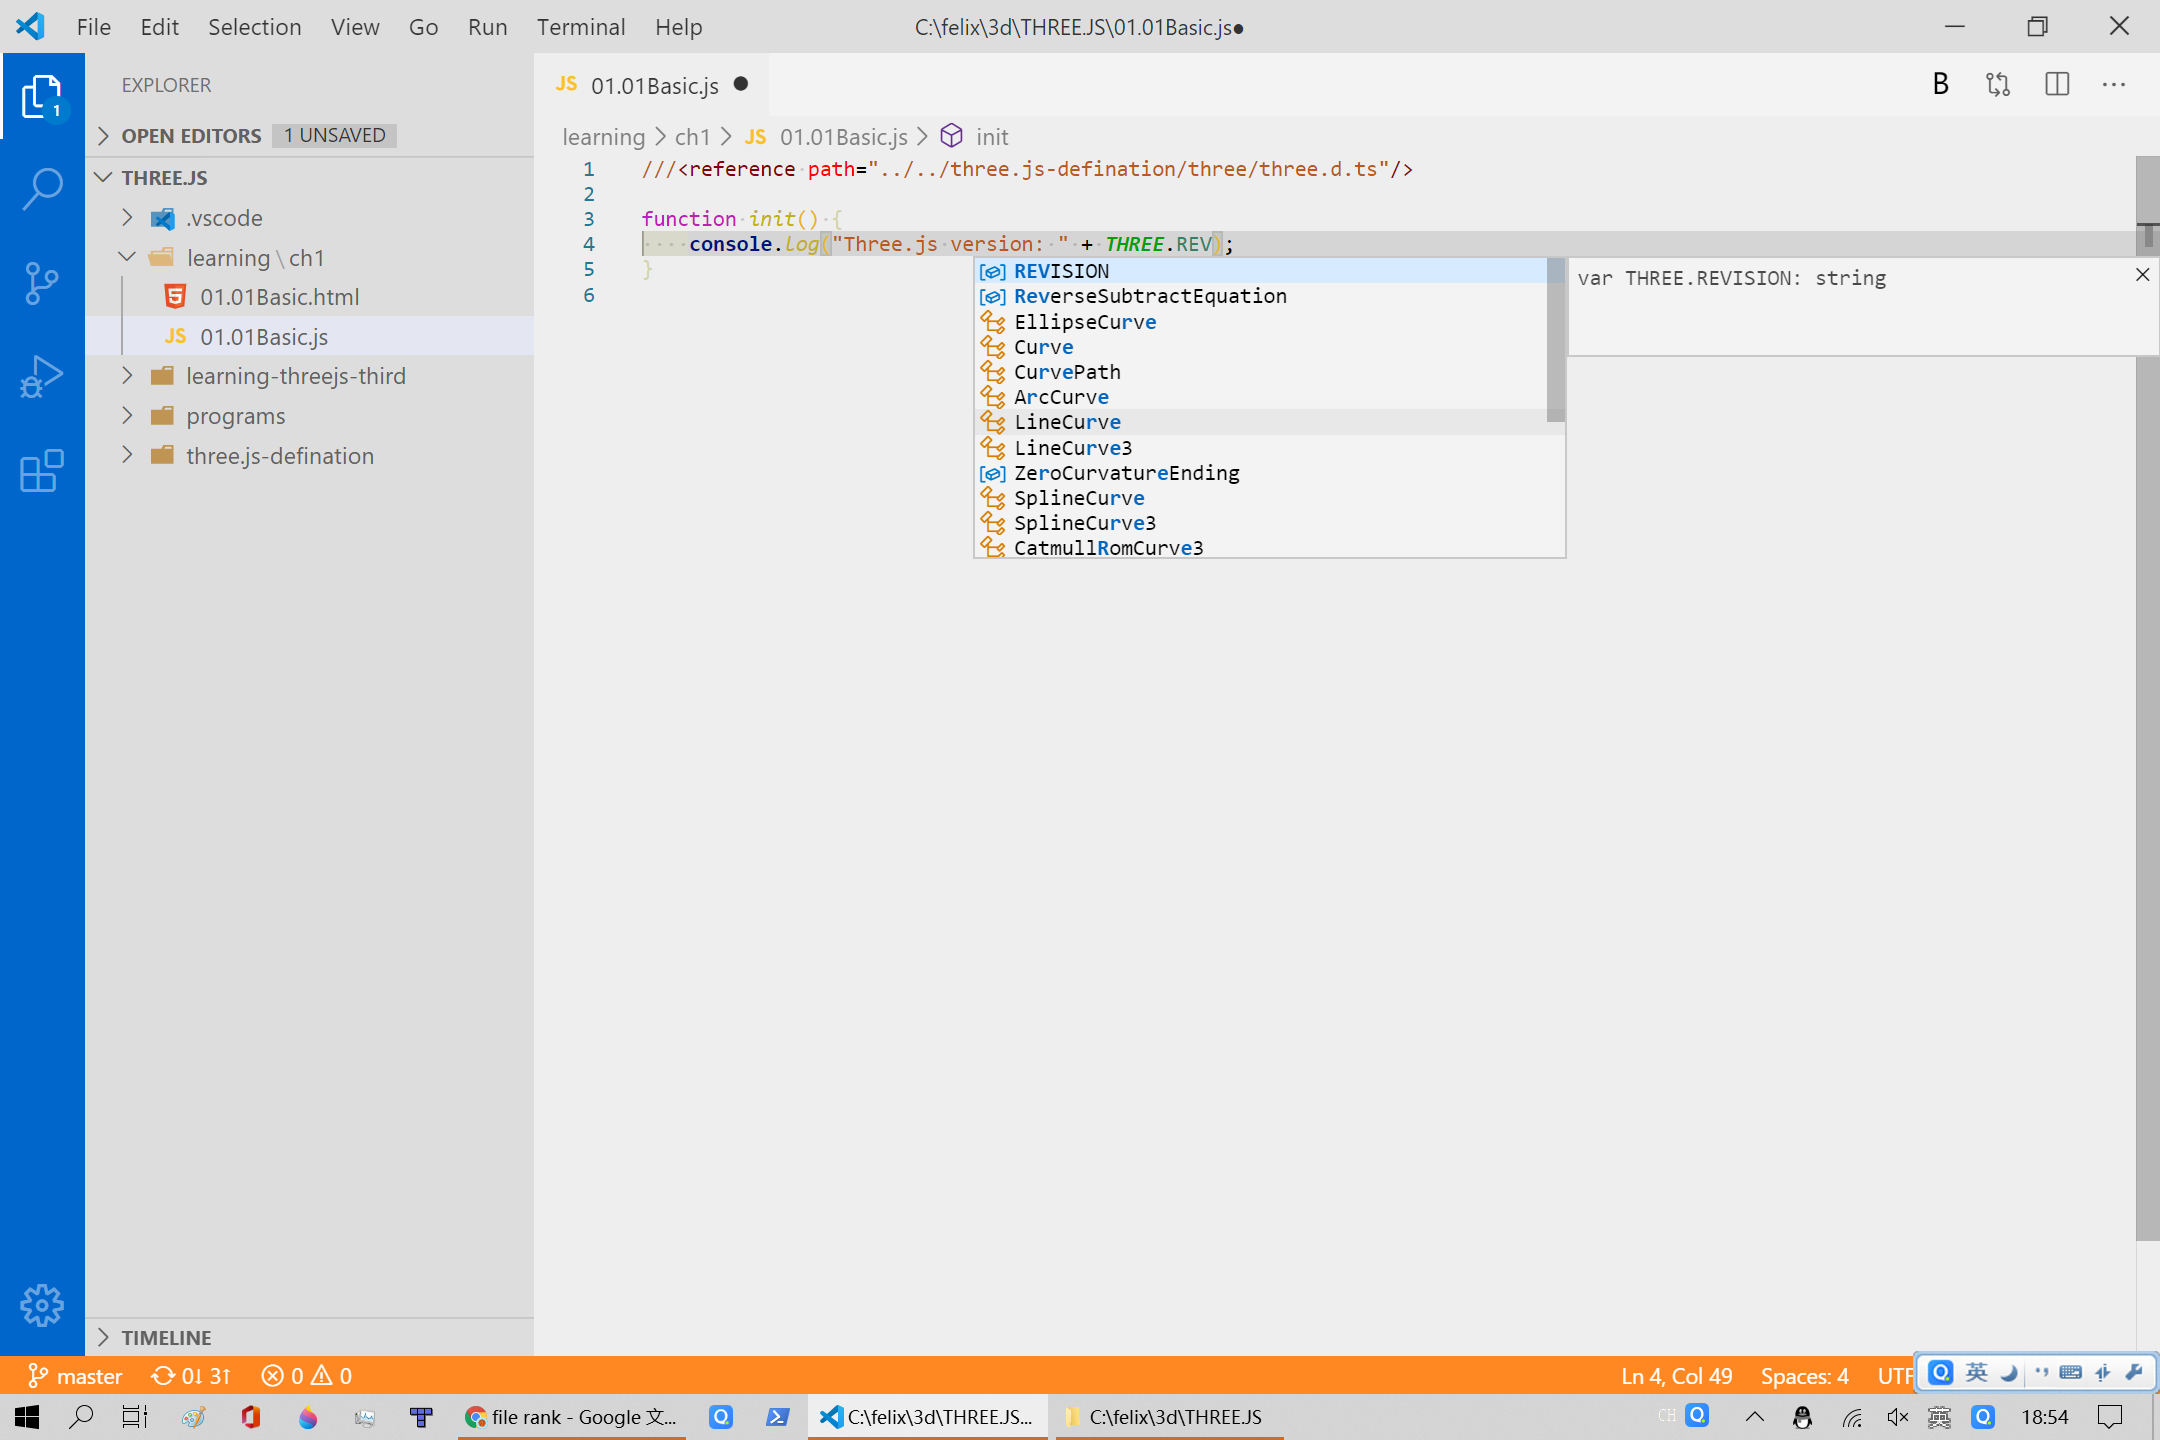 File Edit Selection View Go Run Terminal Help
C:\felix\3d\THREE.JS\01.01Basic.js●
EXPLORER
1
OPEN EDITORS 1 UNSAVED
THREE.JS
.vscode
learning \ ch1
01.01Basic.html
JS 01.01Basic.js
learning-threejs-third
programs
three.js-defination
TIMELINE
JS 01.01Basic.js ●
B
learning > ch1 > JS 01.01Basic.js > init
1 ///<reference path="../../three.js-defination/three/three.d.ts"/>
2
3 function init() {
4 console.log("Three.js version: " + THREE.REV);
5 }
6
REVISION
ReverseSubtractEquation
EllipseCurve
Curve
CurvePath
ArcCurve
LineCurve
LineCurve3
ZeroCurvatureEnding
SplineCurve
SplineCurve3
CatmullRomCurve3
var THREE.REVISION: string
master 0↓ 3↑ 0 0
Ln 4, Col 49 Spaces: 4 UTF
英
file rank - Google 文...
C:\felix\3d\THREE.JS...
C:\felix\3d\THREE.JS
CH
英
18:54